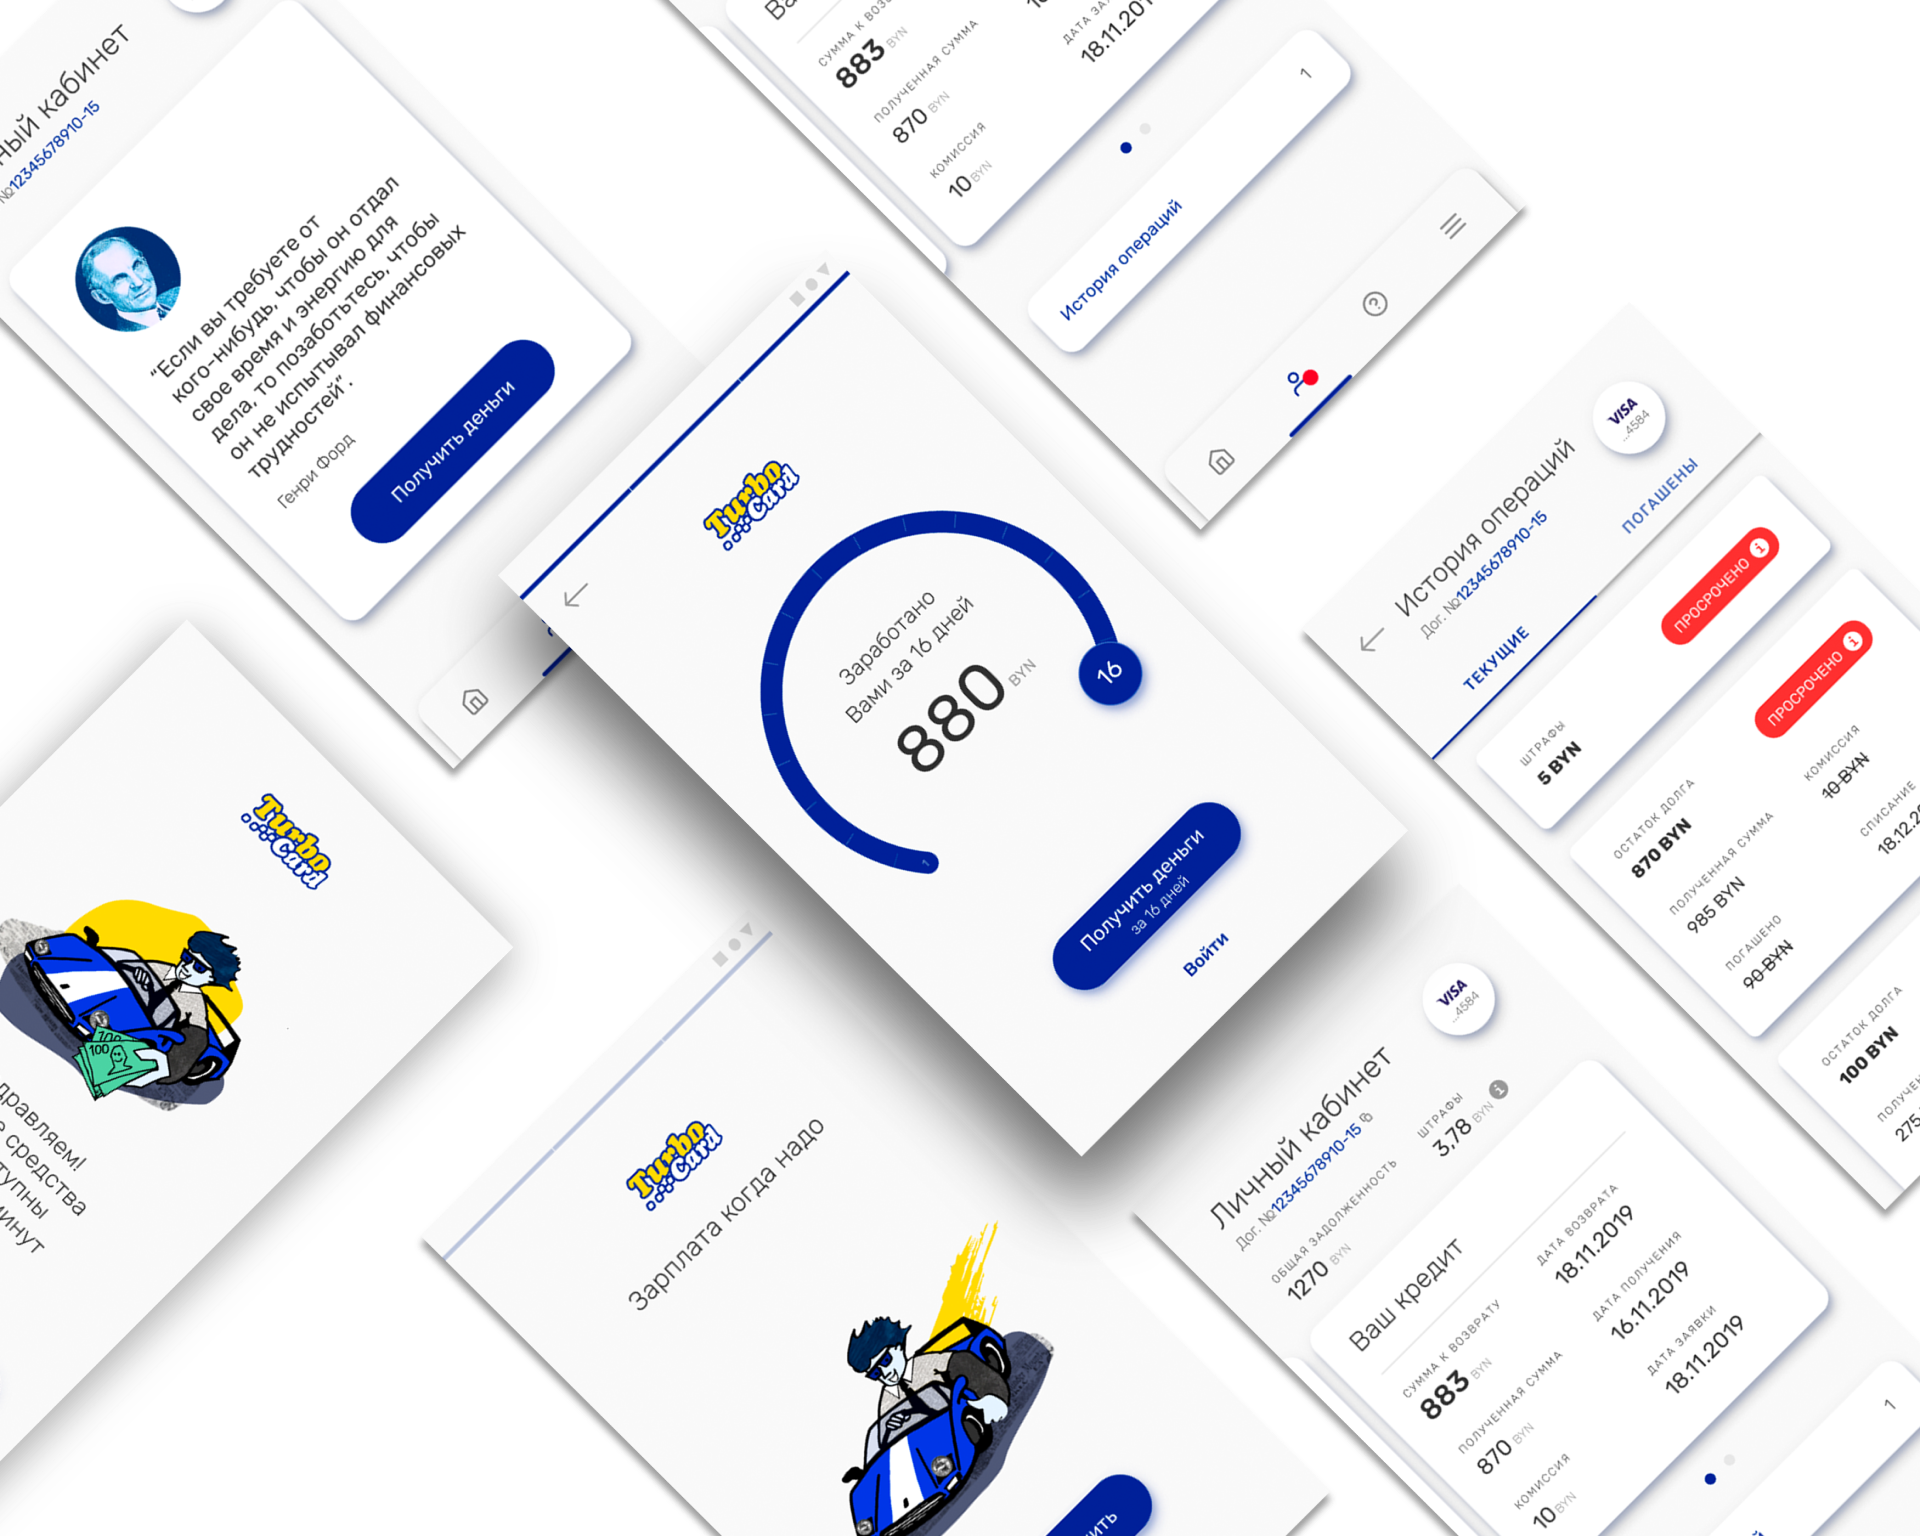 ный кабинет
№12345678910-15
“Если вы требуете от
кого-нибудь, чтобы он отдал
свое время и энергию для
дела, то позаботьтесь, чтобы
он не испытывал финансовых
трудностей”.
Генри Форд
Получить деньги
СУММА К ВОЗВ
883 BYN
ПОЛУЧЕННАЯ СУММА
870 BYN
КОМИССИЯ
10 BYN
ДАТА ЗА
18.11.201
История операций
1
Turbo
Card
Заработано
Вами за 16 дней
880 BYN
16
1
Получить деньги
за 16 дней
Войти
История операций
Дог. №12345678910-15
VISA
...4584
ТЕКУЩИЕ
ПОГАШЕНЫ
ПРОСРОЧЕНО i
ШТРАФЫ
5 BYN
ПРОСРОЧЕНО i
ОСТАТОК ДОЛГА
870 BYN
ПОЛУЧЕННАЯ СУММА
985 BYN
ПОГАШЕНО
90 BYN
КОМИССИЯ
10 BYN
СПИСАНИЕ
18.12.2
ОСТАТОК ДОЛГА
100 BYN
ПОЛУЧЕН
275
Turbo
Card
100
100
дравляем!
е средства
тупны
минут
Turbo
Card
Зарплата когда надо
ить
Личный кабинет
Дог. №12345678910-15
VISA
...4584
ОБЩАЯ ЗАДОЛЖЕННОСТЬ
1270 BYN
ШТРАФЫ
3,78 BYN i
Ваш кредит
СУММА К ВОЗВРАТУ
883 BYN
ДАТА ВОЗВРАТА
18.11.2019
ПОЛУЧЕННАЯ СУММА
870 BYN
ДАТА ПОЛУЧЕНИЯ
16.11.2019
КОМИССИЯ
10 BYN
ДАТА ЗАЯВКИ
18.11.2019
1